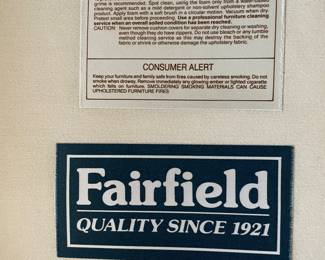 grime is recommended. Spot clean, using the foam only from a water-based
cleaning agent such as a mild detergent or non-solvent upholstery shampoo
product. Apply foam with a soft brush in a circular motion. Vacuum when dry.
Pretest small area before proceeding. Use a professional furniture cleaning
service when an overall soiled condition has been reached.
CAUTION: Never remove cushion covers for separate dry cleaning or washing,
even though they do have zippers. Do not use bleach or any tumble
method cleaning service as this may destroy the backing of the
fabric or shrink or otherwise damage the upholstery fabric.
CONSUMER ALERT
Keep your furniture and family safe from fires caused by careless smoking. Do not
smoke when drowsy. Remove immediately any glowing ember or lighted cigarette
which falls on furniture. SMOLDERING SMOKING MATERIALS CAN CAUSE
UPHOLSTERED FURNITURE FIRES
Fairfield
QUALITY SINCE 1921